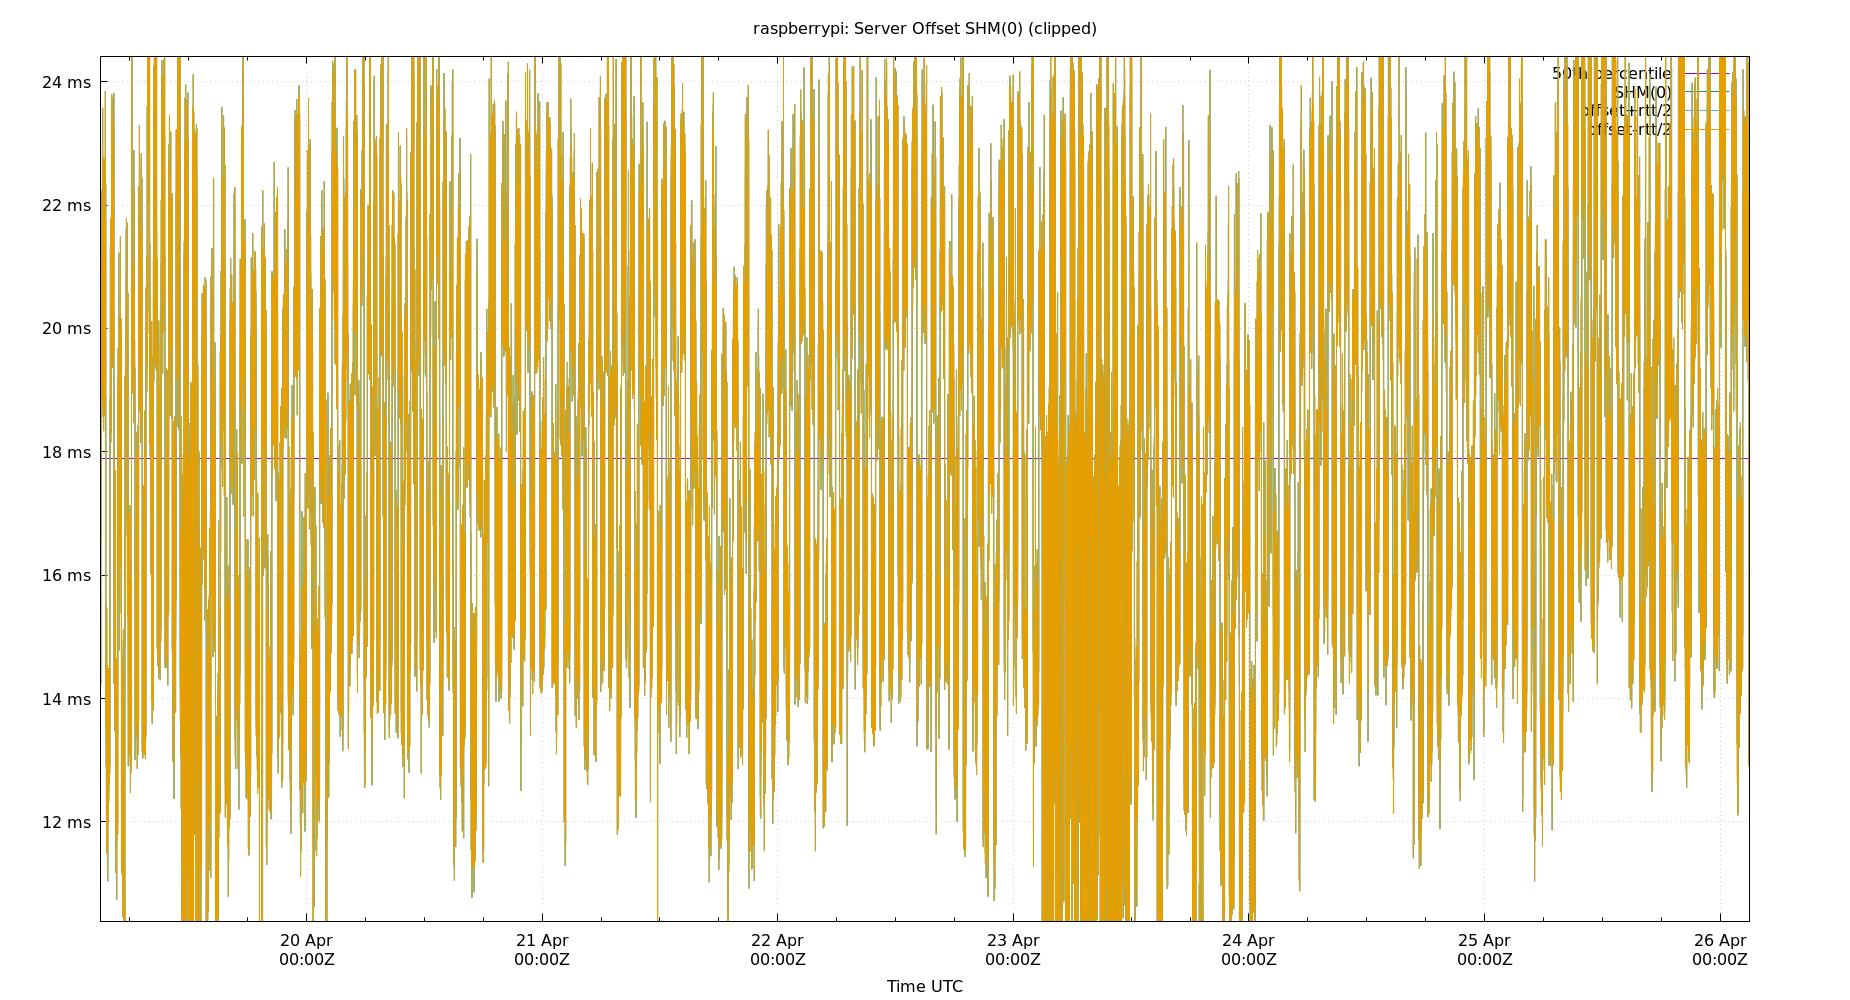 raspberrypi: Server Offset SHM(0) (clipped)
24 ms
22 ms
20 ms
18 ms
16 ms
14 ms
12 ms
50th percentile
SHM(0)
offset+rtt/2
offset-rtt/2
20 Apr 21 Apr 22 Apr 23 Apr 24 Apr 25 Apr 26 Apr
00:00Z 00:00Z 00:00Z 00:00Z 00:00Z 00:00Z 00:00Z
Time UTC